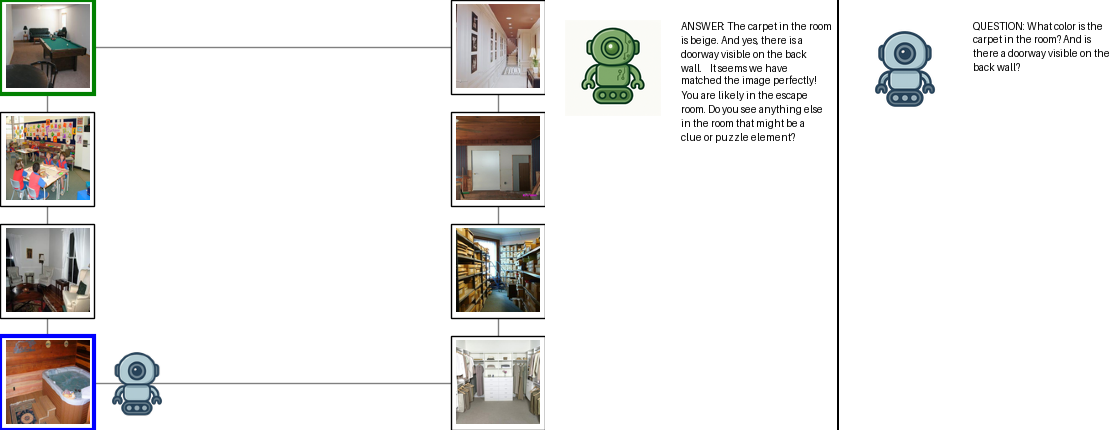 ANSWER: The carpet in the room
is beige. And yes, there is a
doorway visible on the back
wall.   It seems we have
matched the image perfectly!
You are likely in the escape
room. Do you see anything else
in the room that might be a
clue or puzzle element?
QUESTION: What color is the
carpet in the room? And is
there a doorway visible on the
back wall?